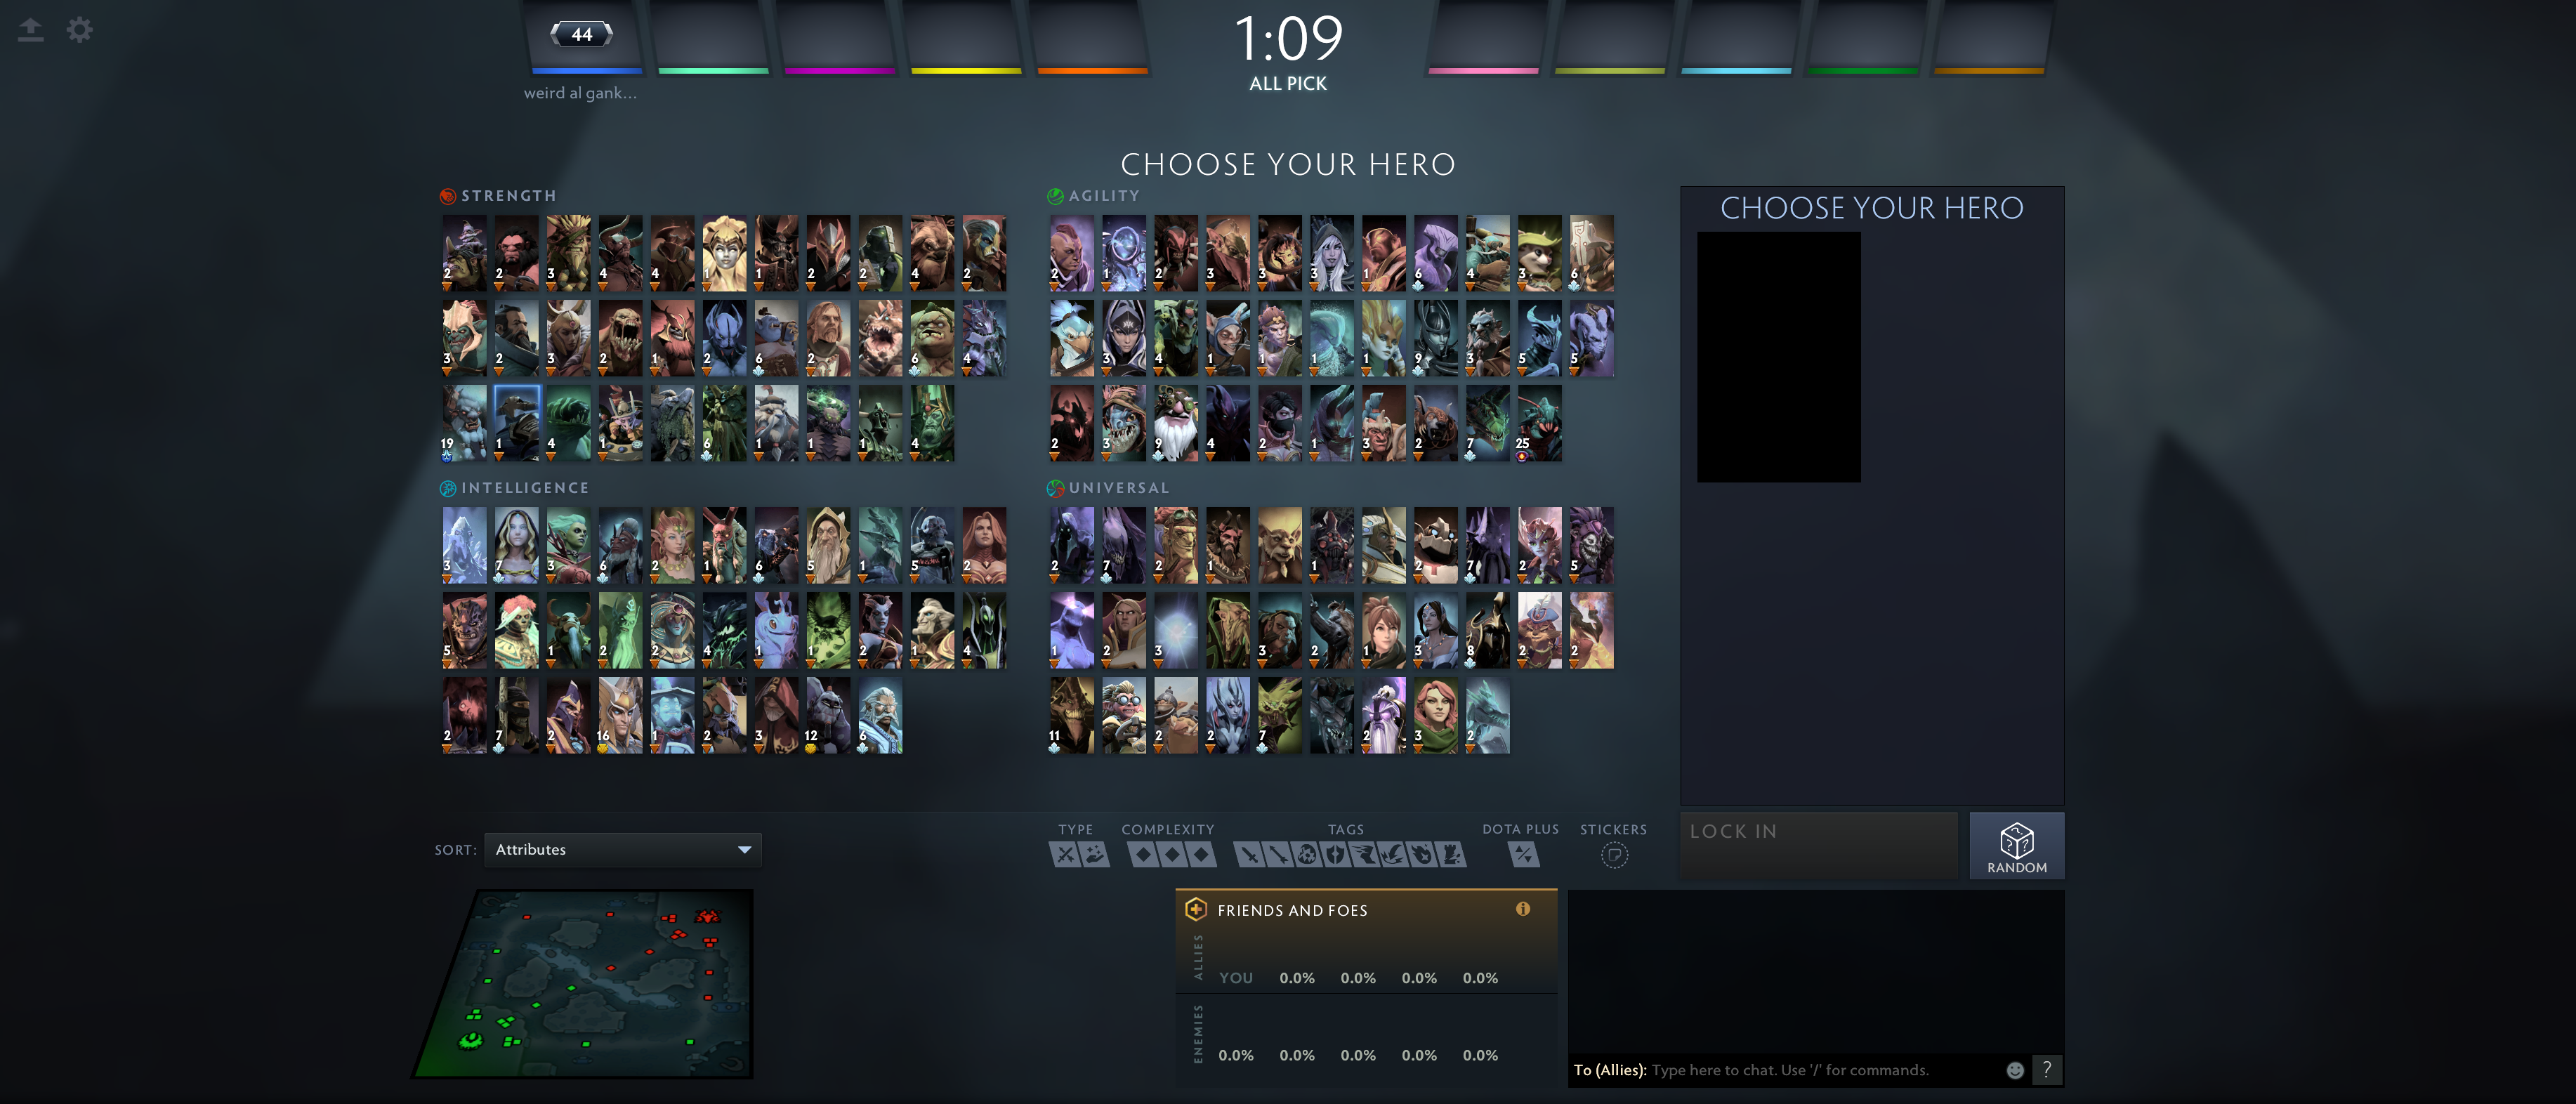 44
1:09
ALL PICK
weird al gank...
CHOOSE YOUR HERO
STRENGTH
2 2 3 4 4 1 1 2 2 4 2
3 2 3 2 1 2 6 2 6 4
19 1 4 1 6 1 1 1 4
AGILITY
2 1 2 3 3 3 1 6 4 3 6
3 4 1 1 1 1 9 3 5 5
2 3 9 4 2 1 3 2 7 25
INTELLIGENCE
3 7 3 6 2 1 6 5 1 5 2
5 1 2 2 4 1 1 2 1 4
2 7 2 16 1 2 3 12 6
UNIVERSAL
2 7 2 1 1 2 7 2 5
1 2 3 3 2 1 3 8 2 2
11 2 2 7 2 3 2
CHOOSE YOUR HERO
SORT: Attributes
TYPE
COMPLEXITY
TAGS
DOTA PLUS
STICKERS
LOCK IN
RANDOM
FRIENDS AND FOES
ALLIES
YOU 0.0% 0.0% 0.0% 0.0%
ENEMIES
0.0% 0.0% 0.0% 0.0% 0.0%
To (Allies): Type here to chat. Use '/' for commands.
?